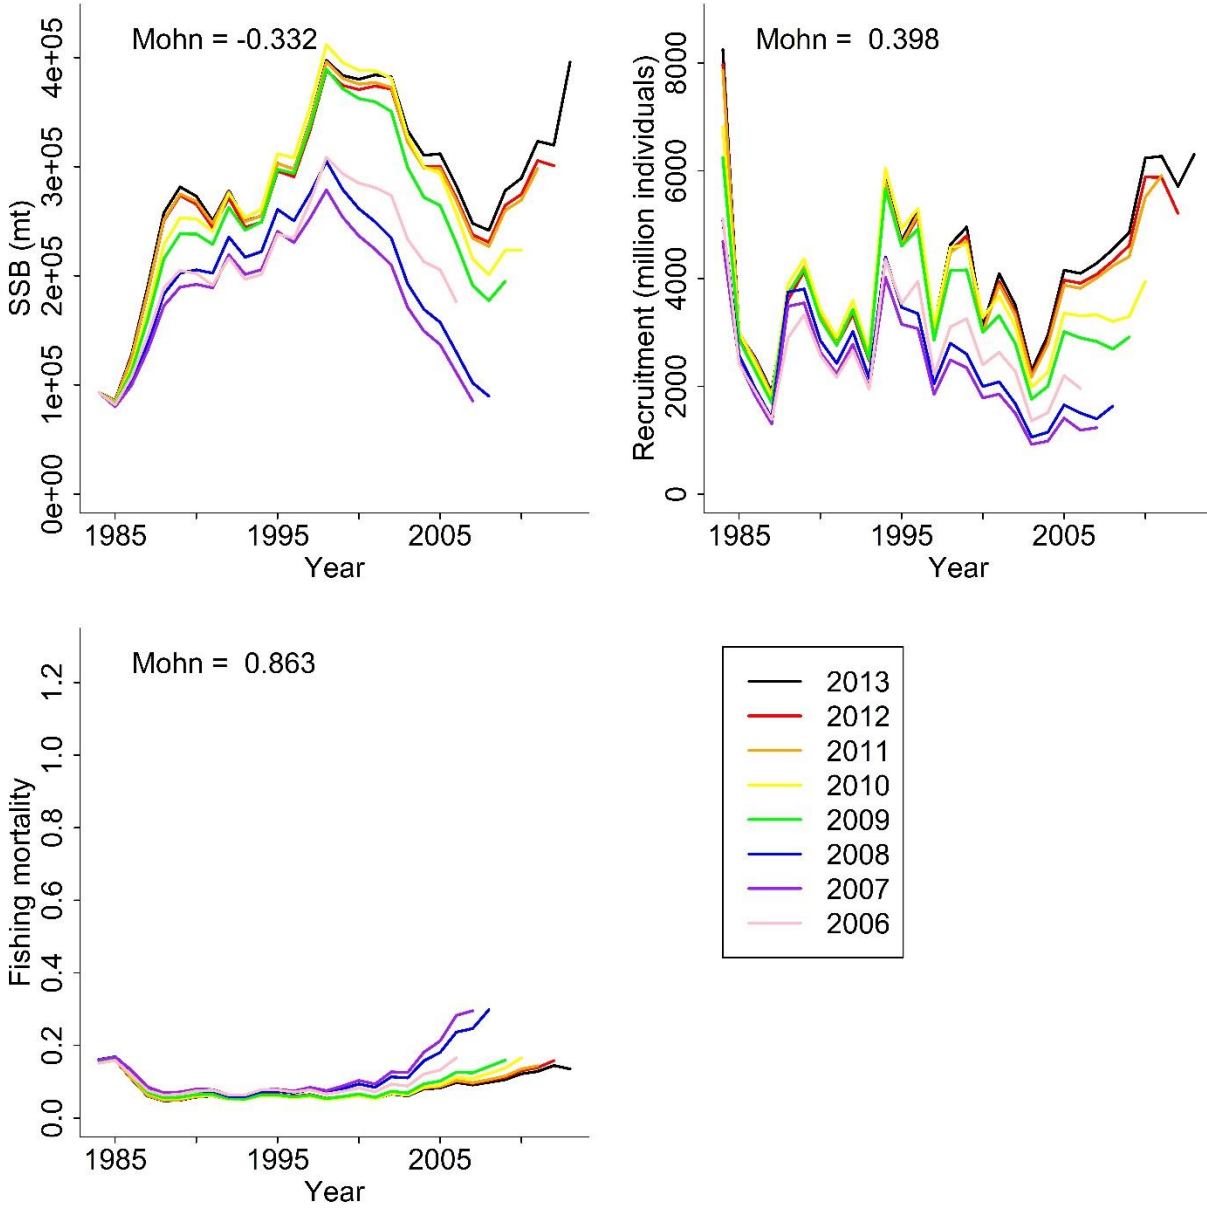 Mohn = -0.332
SSB (mt)
4e+05
3e+05
2e+05
1e+05
0e+00
1985 1995 2005
Year
Mohn = 0.398
Recruitment (million individuals)
8000
6000
4000
2000
0
1985 1995 2005
Year
Mohn = 0.863
Fishing mortality
1.2
1.0
0.8
0.6
0.4
0.2
0.0
1985 1995 2005
Year
2013
2012
2011
2010
2009
2008
2007
2006